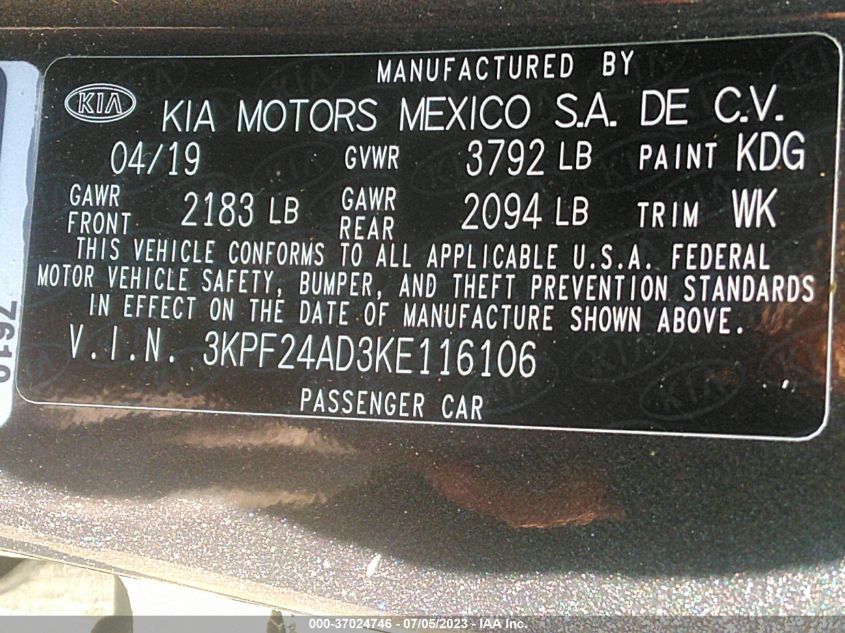 MANUFACTURED BY
KIA KIA MOTORS MEXICO S.A. DE C.V.
04/19 GVWR 3792 LB PAINT KDG
GAWR FRONT 2183 LB GAWR REAR 2094 LB TRIM WK
THIS VEHICLE CONFORMS TO ALL APPLICABLE U.S.A. FEDERAL
MOTOR VEHICLE SAFETY, BUMPER, AND THEFT PREVENTION STANDARDS
IN EFFECT ON THE DATE OF MANUFACTURE SHOWN ABOVE.
V.I.N. 3KPF24AD3KE116106
PASSENGER CAR
000-37024746 - 07/05/2023 - IAA Inc.